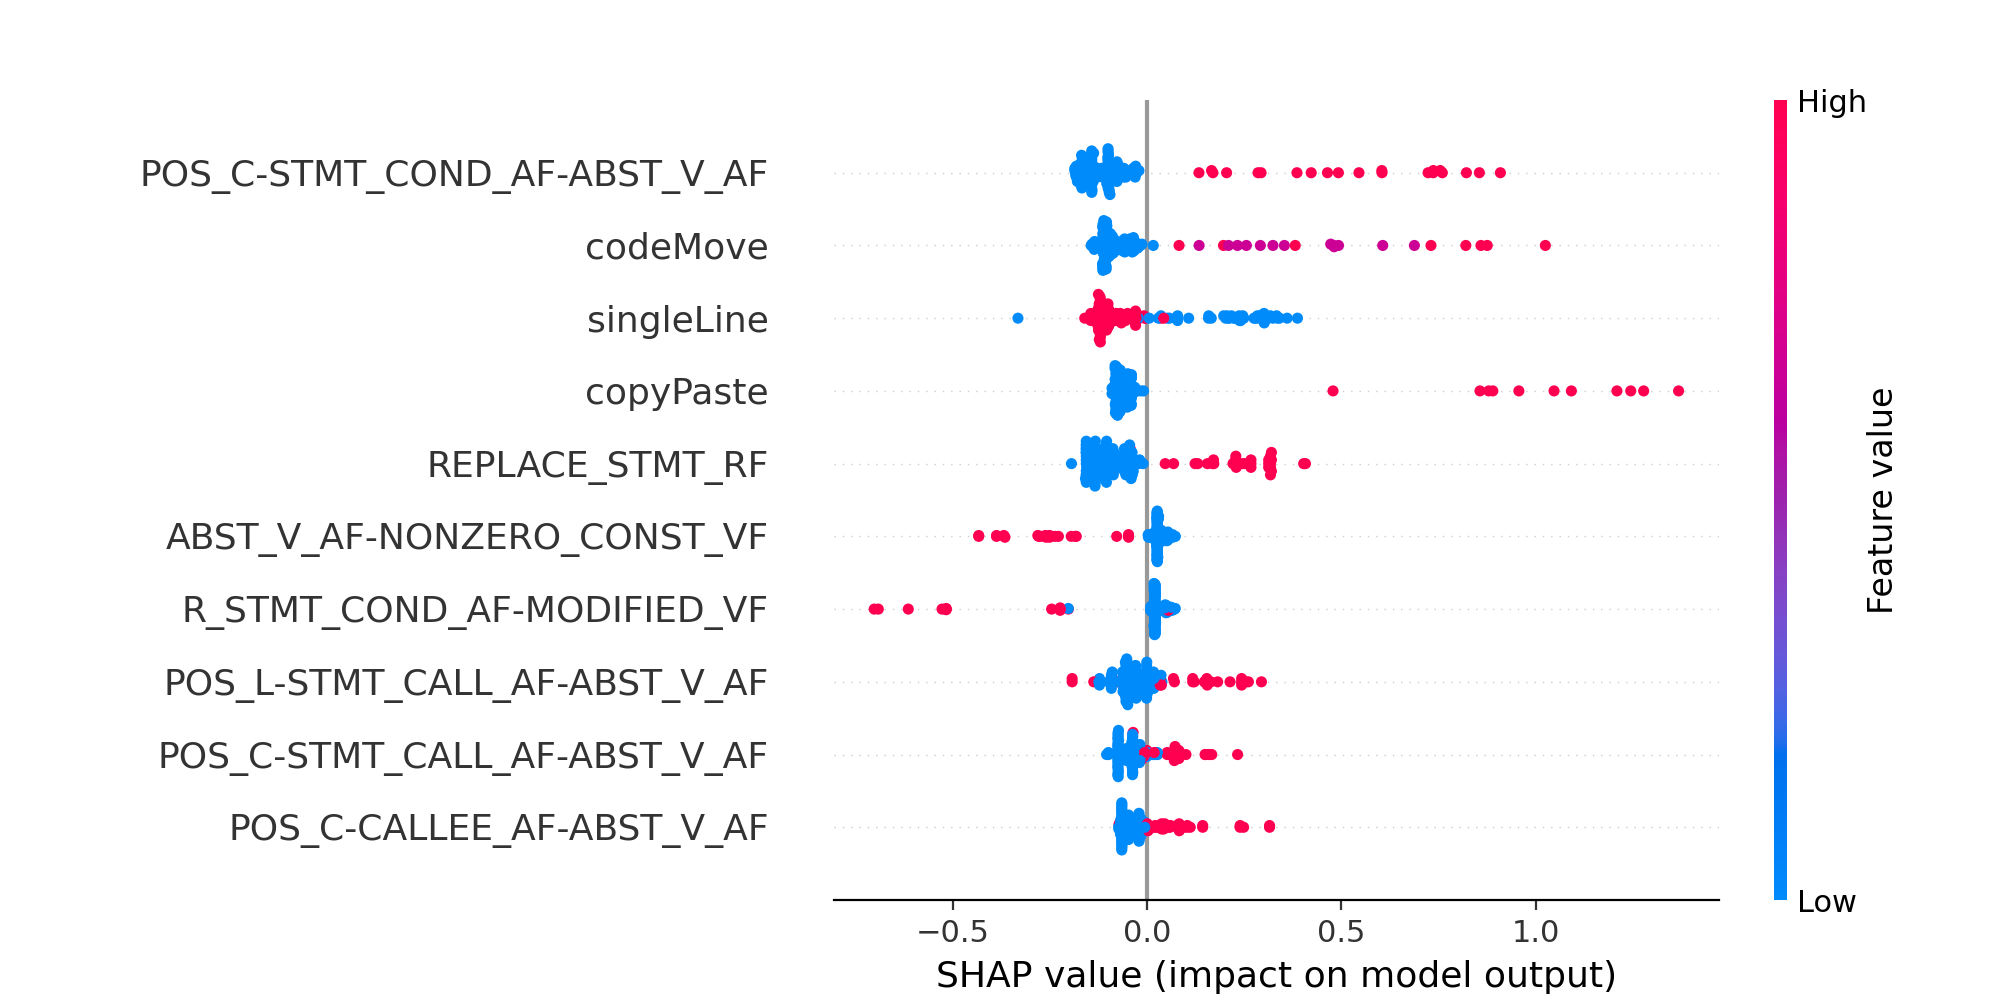 High
POS_C-STMT_COND_AF-ABST_V_AF
codeMove
singleLine
copyPaste
REPLACE_STMT_RF
ABST_V_AF-NONZERO_CONST_VF
R_STMT_COND_AF-MODIFIED_VF
POS_L-STMT_CALL_AF-ABST_V_AF
POS_C-STMT_CALL_AF-ABST_V_AF
POS_C-CALLEE_AF-ABST_V_AF
Feature value
Low
−0.5 0.0 0.5 1.0
SHAP value (impact on model output)